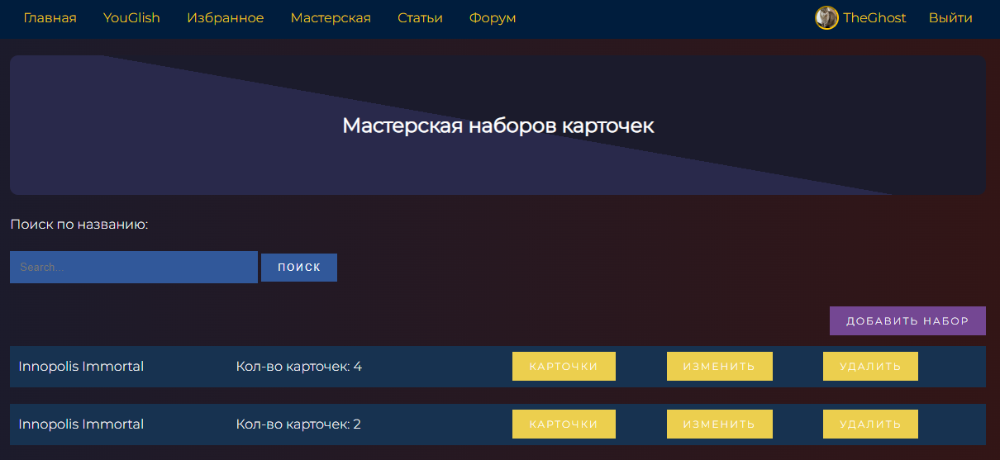 Главная YouGlish Избранное Мастерская Статьи Форум TheGhost Выйти
Мастерская наборов карточек
Поиск по названию:
Search... ПОИСК
ДОБАВИТЬ НАБОР
Innopolis Immortal Кол-во карточек: 4 КАРТОЧКИ ИЗМЕНИТЬ УДАЛИТЬ
Innopolis Immortal Кол-во карточек: 2 КАРТОЧКИ ИЗМЕНИТЬ УДАЛИТЬ